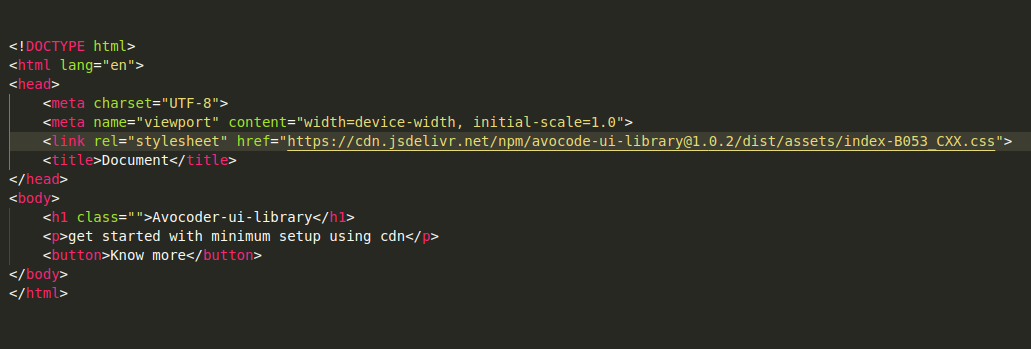 <!DOCTYPE html>
<html lang="en">
<head>
    <meta charset="UTF-8">
    <meta name="viewport" content="width=device-width, initial-scale=1.0">
    <link rel="stylesheet" href="https://cdn.jsdelivr.net/npm/avocode-ui-library@1.0.2/dist/assets/index-B053_CXX.css">
    <title>Document</title>
</head>
<body>
    <h1 class="">Avocoder-ui-library</h1>
    <p>get started with minimum setup using cdn</p>
    <button>Know more</button>
</body>
</html>